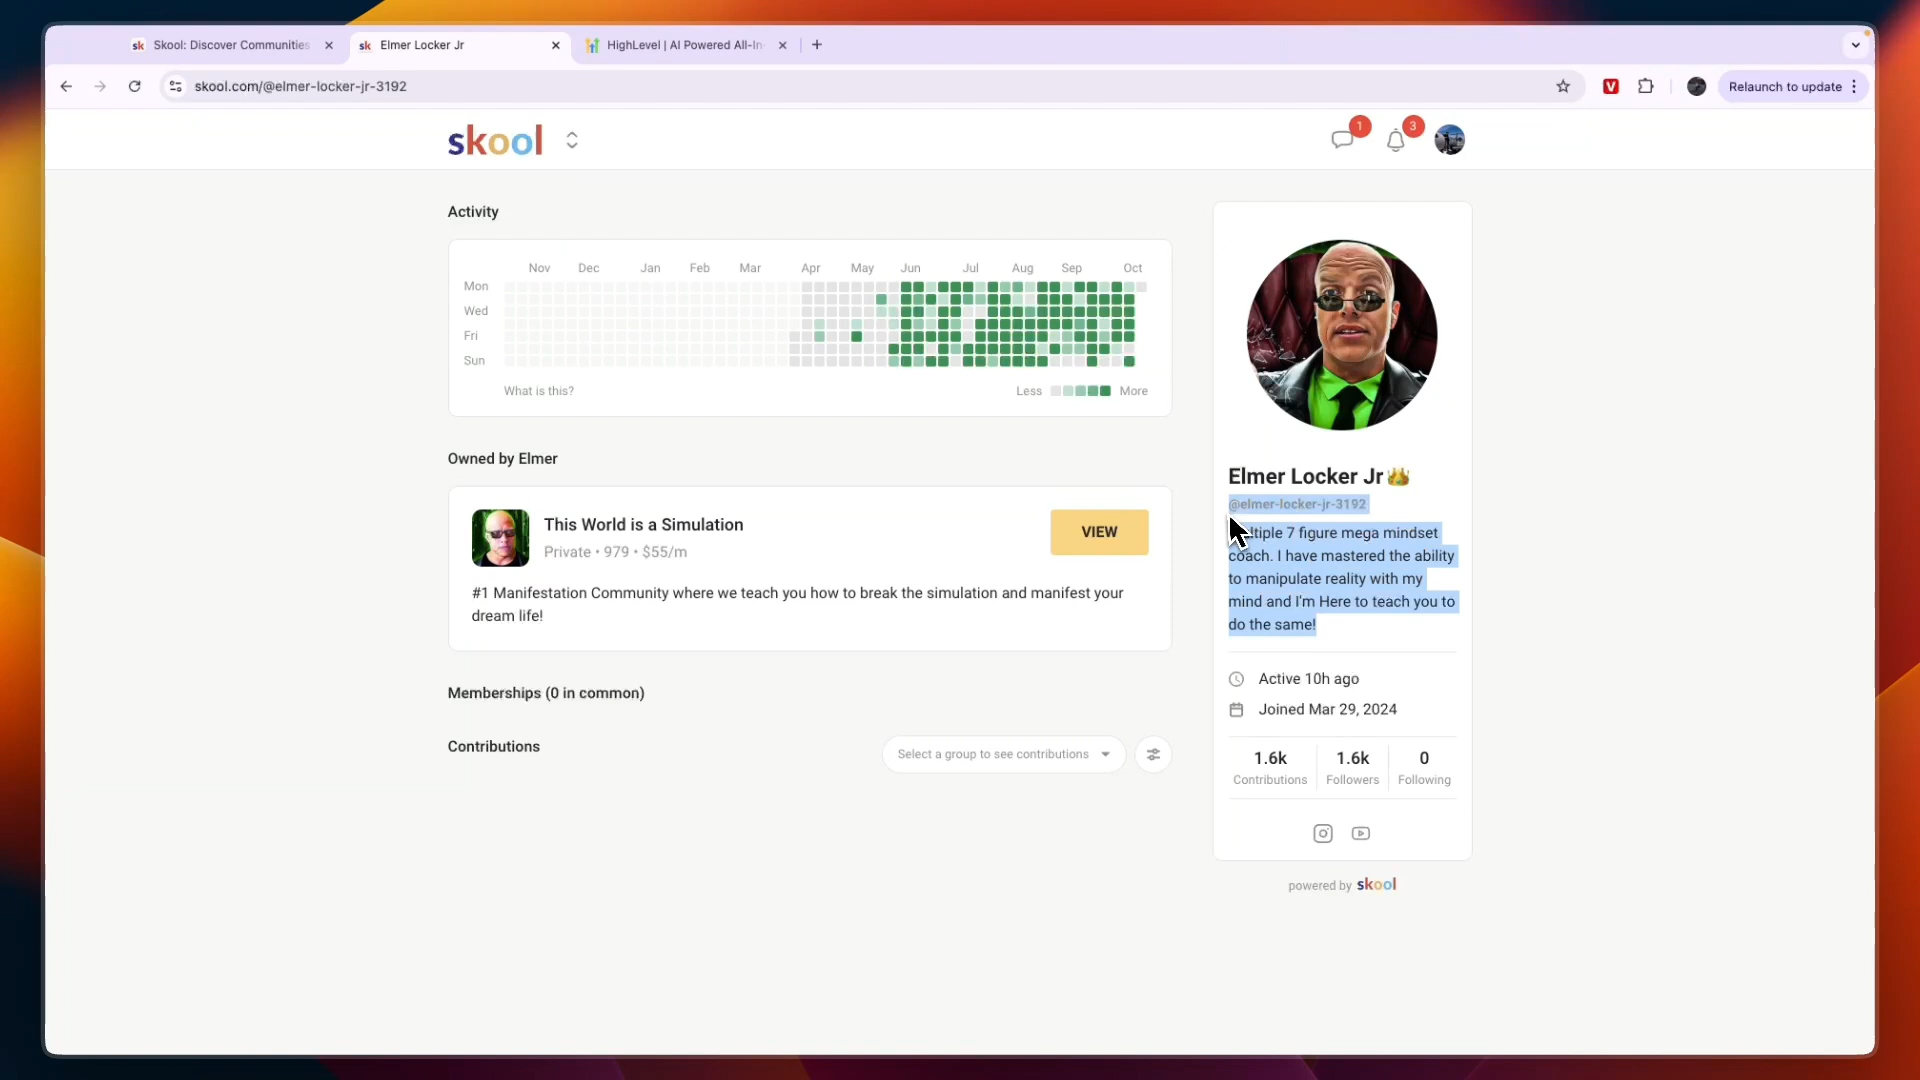 Skool: Discover Communities
Elmer Locker Jr
HighLevel | AI Powered All-In-
skool.com/@elmer-locker-jr-3192
Relaunch to update
skool
1
3
Activity
Nov Dec Jan Feb Mar Apr May Jun Jul Aug Sep Oct
Mon
Wed
Fri
Sun
What is this?
Less More
Owned by Elmer
This World is a Simulation
Private • 979 • $55/m
VIEW
#1 Manifestation Community where we teach you how to break the simulation and manifest your
dream life!
Memberships (0 in common)
Contributions
Select a group to see contributions
Elmer Locker Jr
@elmer-locker-jr-3192
Multiple 7 figure mega mindset
coach. I have mastered the ability
to manipulate reality with my
mind and I'm Here to teach you to
do the same!
Active 10h ago
Joined Mar 29, 2024
1.6k 1.6k 0
Contributions Followers Following
powered by skool